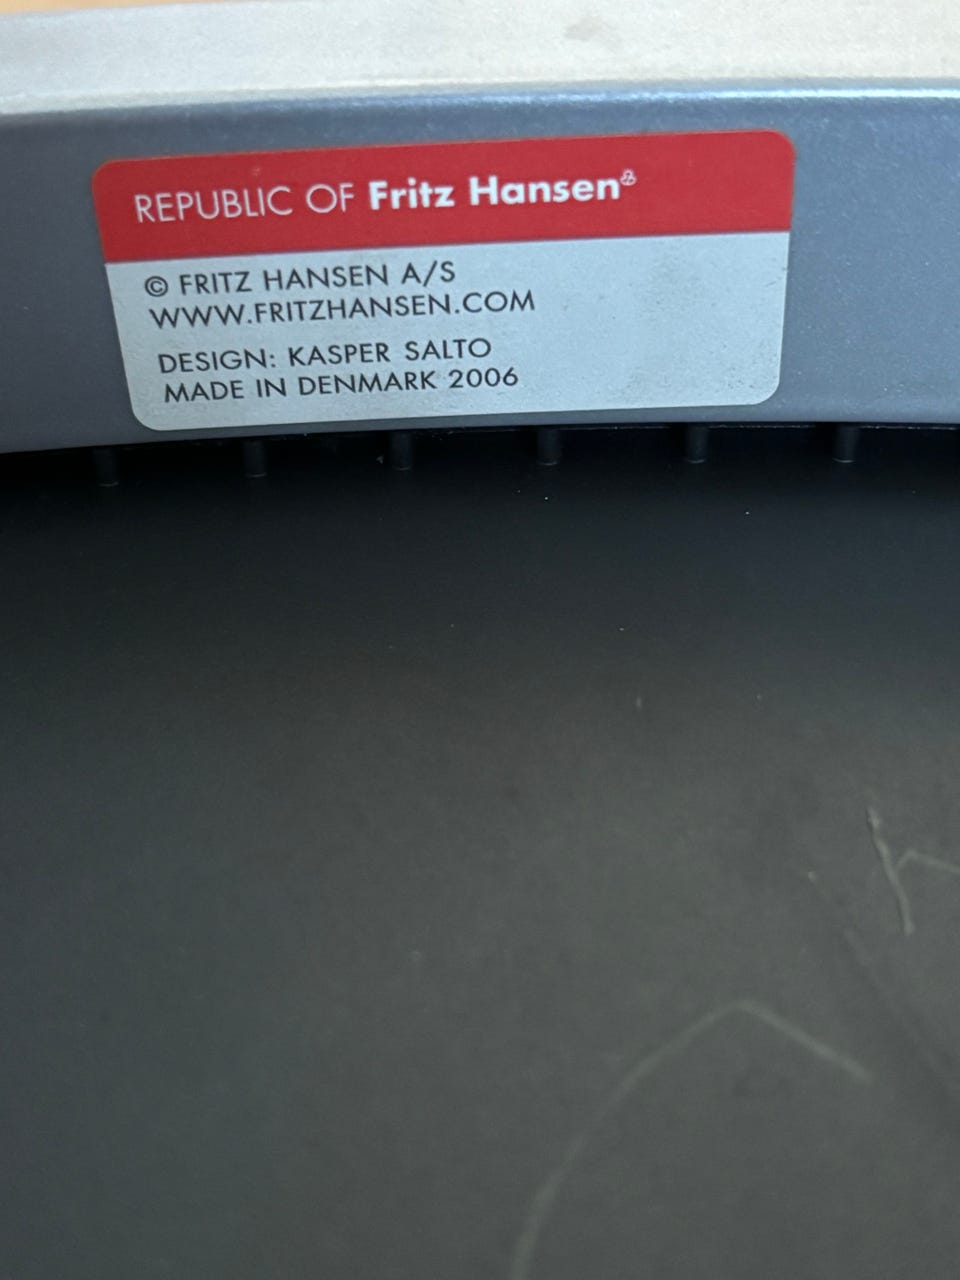 REPUBLIC OF Fritz Hansen
© FRITZ HANSEN A/S
WWW.FRITZHANSEN.COM
DESIGN: KASPER SALTO
MADE IN DENMARK 2006